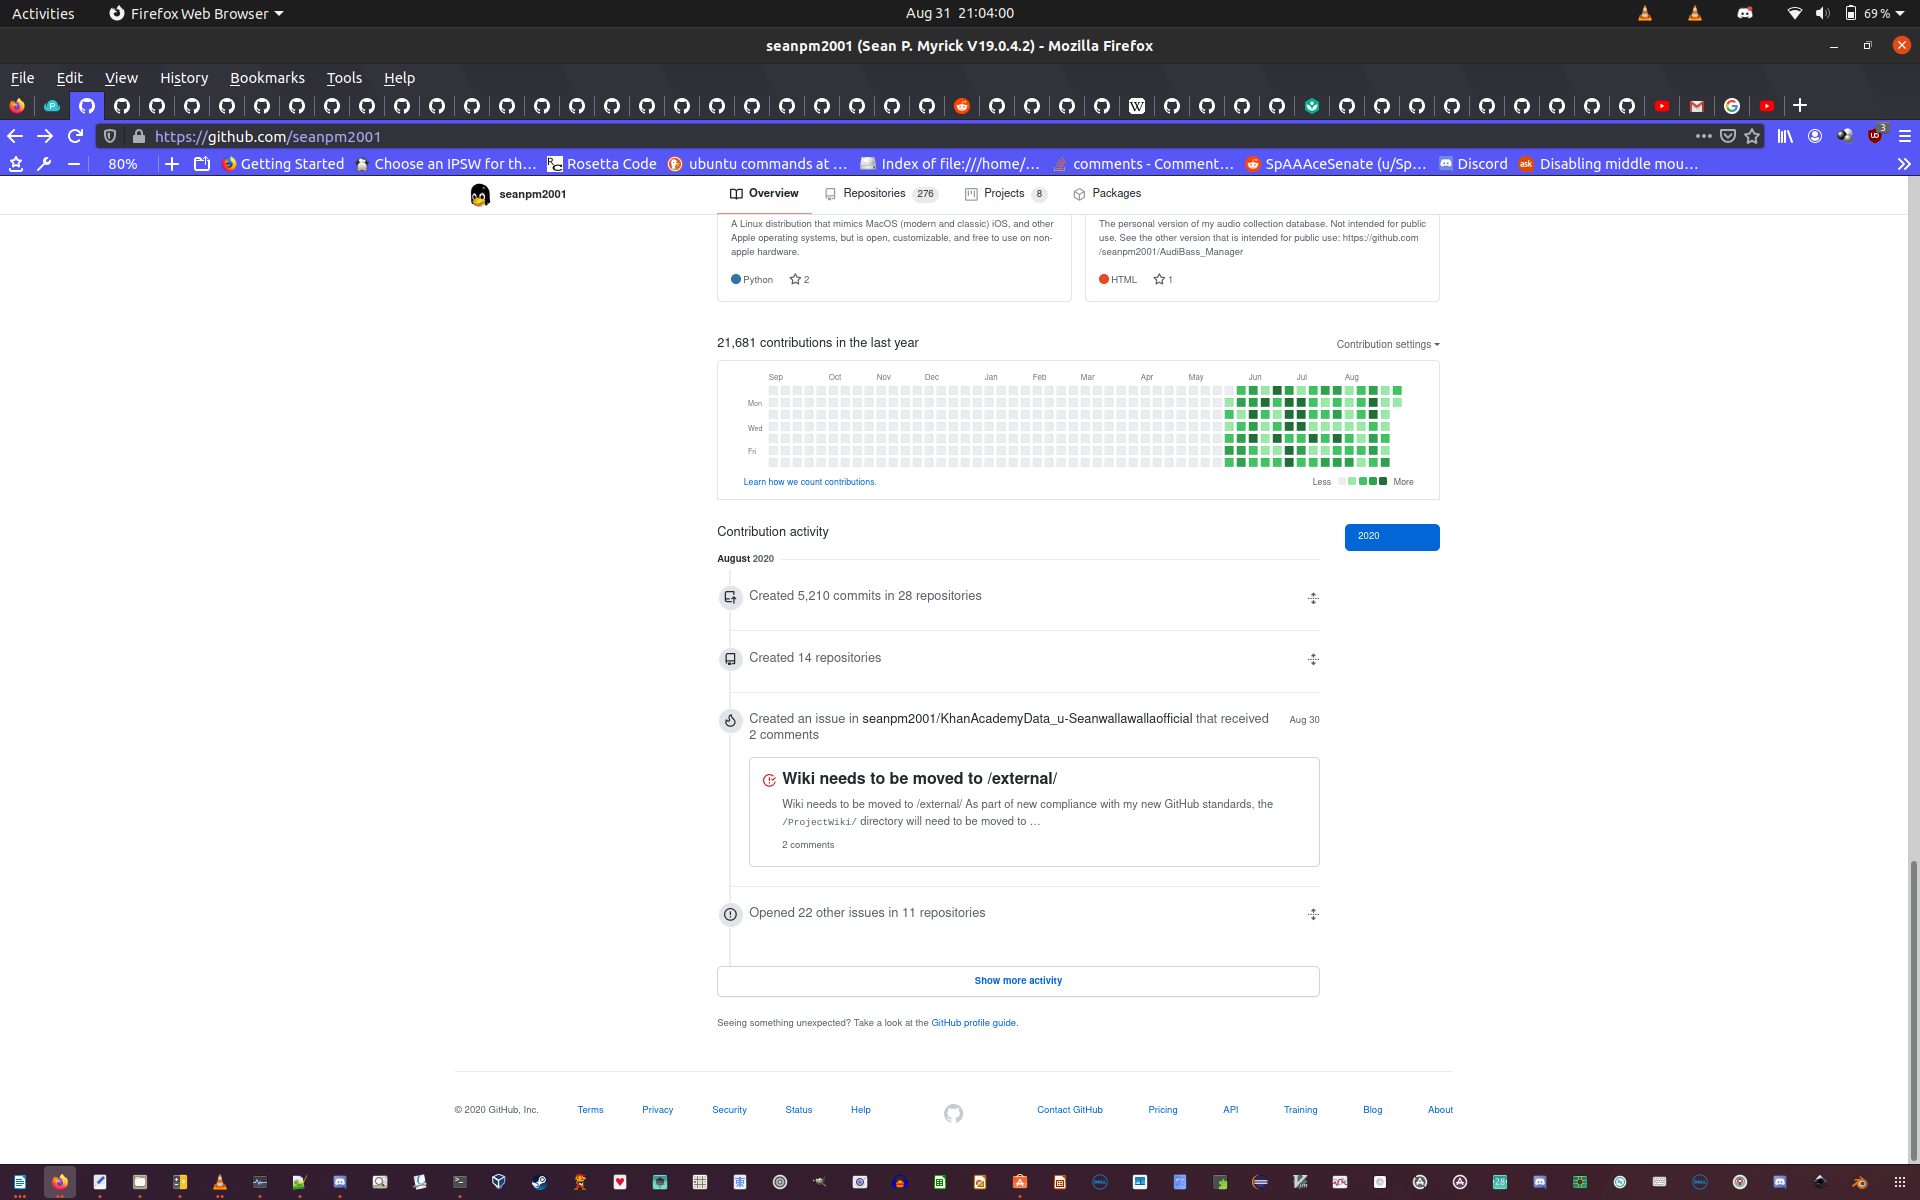 Activities
Firefox Web Browser
Aug 31 21:04:00
69 %
seanpm2001 (Sean P. Myrick V19.0.4.2) - Mozilla Firefox
File Edit View History Bookmarks Tools Help
https://github.com/seanpm2001
3
80%
Getting Started
Choose an IPSW for th…
Rosetta Code
ubuntu commands at …
Index of file:///home/…
comments - Comment…
SpAAAceSenate (u/Sp…
Discord
Disabling middle mou…
seanpm2001
Overview
Repositories 276
Projects 8
Packages
A Linux distribution that mimics MacOS (modern and classic) iOS, and other
Apple operating systems, but is open, customizable, and free to use on non-
apple hardware.
Python 2
The personal version of my audio collection database. Not intended for public
use. See the other version that is intended for public use: https://github.com
/seanpm2001/AudiBass_Manager
HTML 1
21,681 contributions in the last year
Contribution settings
Sep Oct Nov Dec Jan Feb Mar Apr May Jun Jul Aug
Mon
Wed
Fri
Learn how we count contributions.
Less More
Contribution activity
2020
August 2020
Created 5,210 commits in 28 repositories
Created 14 repositories
Created an issue in seanpm2001/KhanAcademyData_u-Seanwallawallaofficial that received
2 comments
Aug 30
Wiki needs to be moved to /external/
Wiki needs to be moved to /external/ As part of new compliance with my new GitHub standards, the
/ProjectWiki/ directory will need to be moved to …
2 comments
Opened 22 other issues in 11 repositories
Show more activity
Seeing something unexpected? Take a look at the GitHub profile guide.
© 2020 GitHub, Inc. Terms Privacy Security Status Help Contact GitHub Pricing API Training Blog About